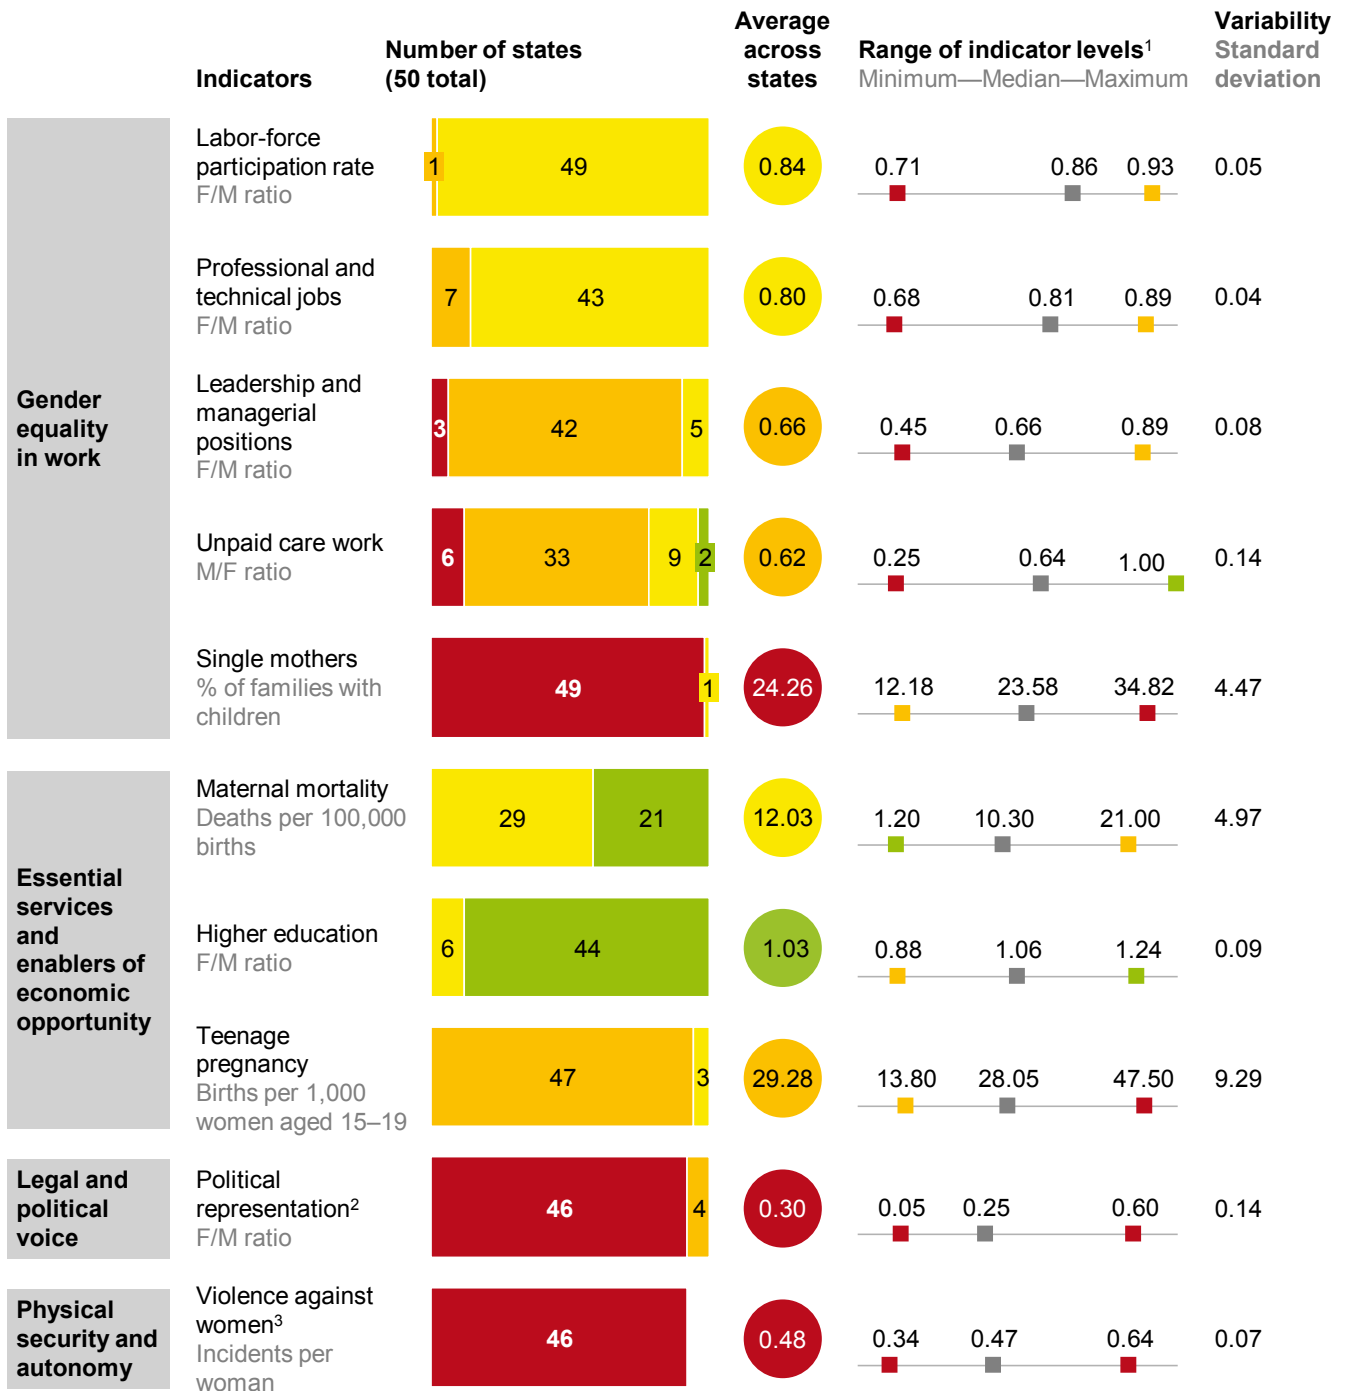 Indicators
Number of states
(50 total)
Average
across
states
Range of indicator levels1
Minimum—Median—Maximum
Variability
Standard
deviation
Gender
equality
in work
Labor-force
participation rate
F/M ratio
1
49
0.84
0.71
0.86
0.93
0.05
Professional and
technical jobs
F/M ratio
7
43
0.80
0.68
0.81
0.89
0.04
Leadership and
managerial
positions
F/M ratio
3
42
5
0.66
0.45
0.66
0.89
0.08
Unpaid care work
M/F ratio
6
33
9
2
0.62
0.25
0.64
1.00
0.14
Single mothers
% of families with
children
49
1
24.26
12.18
23.58
34.82
4.47
Essential
services
and
enablers of
economic
opportunity
Maternal mortality
Deaths per 100,000
births
29
21
12.03
1.20
10.30
21.00
4.97
Higher education
F/M ratio
6
44
1.03
0.88
1.06
1.24
0.09
Teenage
pregnancy
Births per 1,000
women aged 15–19
47
3
29.28
13.80
28.05
47.50
9.29
Legal and
political
voice
Political
representation2
F/M ratio
46
4
0.30
0.05
0.25
0.60
0.14
Physical
security and
autonomy
Violence against
women3
Incidents per
woman
46
0.48
0.34
0.47
0.64
0.07